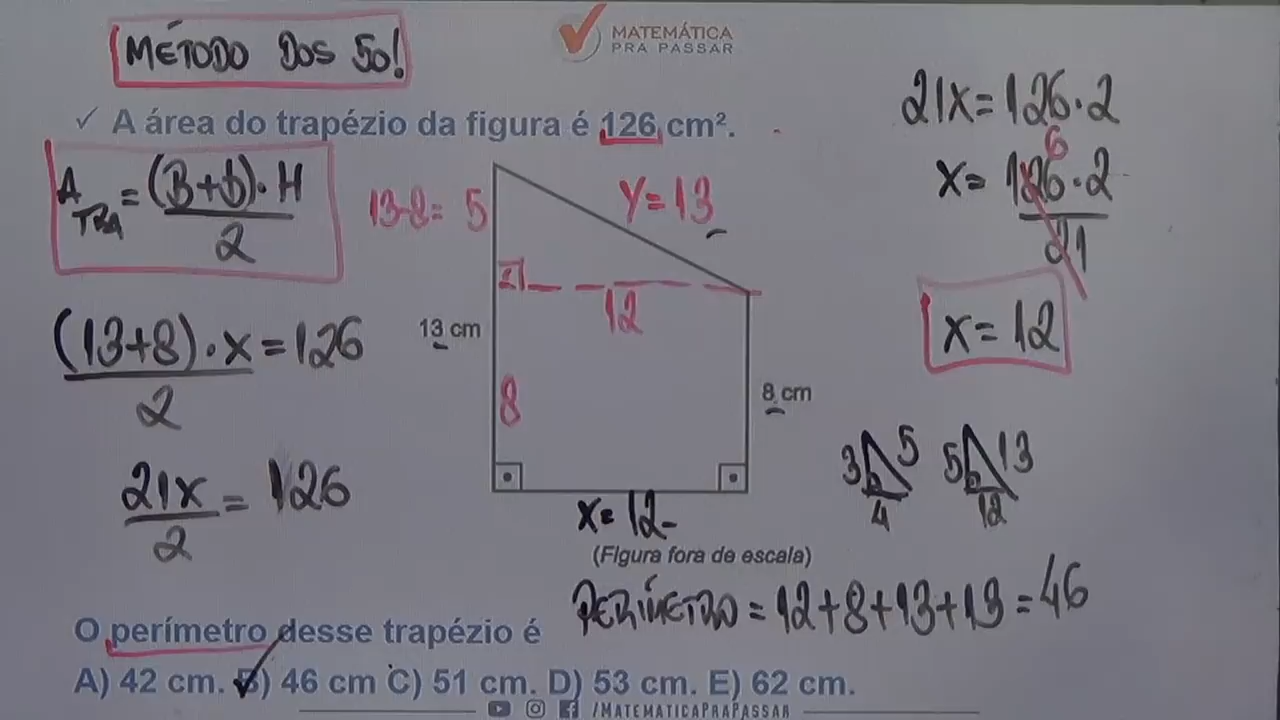 MÉTODO DOS 50!
MATEMÁTICA
PRA PASSAR
✓ A área do trapézio da figura é 126 cm².
A TRA = (B+b)·H
2
(13+8)·x = 126
2
21x = 126
2
13-8= 5
Y=13
12
13 cm
8
8 cm
x= 12
(Figura fora de escala)
21x = 126·2
6
x= 126·2
21
x= 12
3 5
4
5 13
12
PERÍMETRO = 12+8+13+13 = 46
O perímetro desse trapézio é
A) 42 cm. B) 46 cm C) 51 cm. D) 53 cm. E) 62 cm.
/MATEMATICAPRAPASSAR